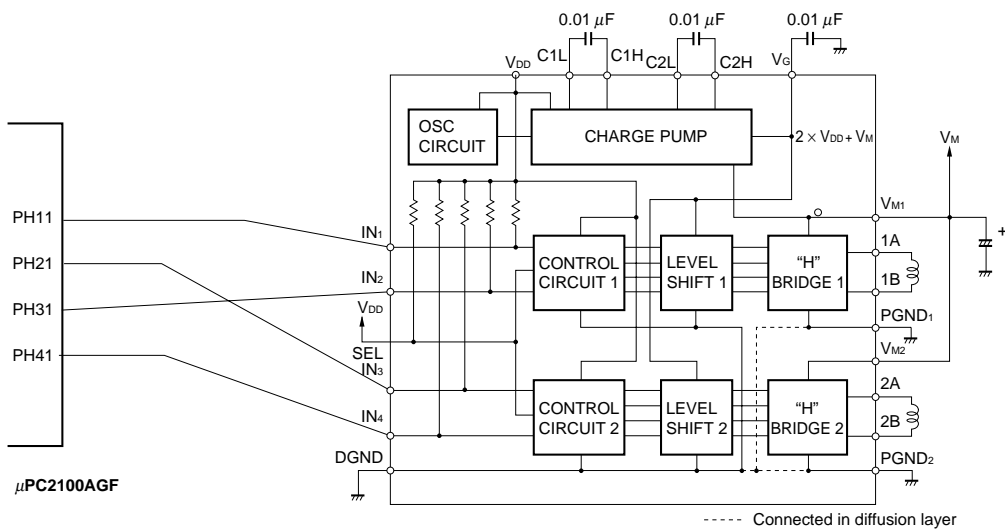 0.01 μF
0.01 μF
0.01 μF
VDD
C1L
C1H
C2L
C2H
VG
OSC
CIRCUIT
CHARGE PUMP
2 × VDD + VM
VM
PH11
PH21
PH31
PH41
VM1
+
IN1
IN2
VDD
SEL
IN3
IN4
DGND
CONTROL
CIRCUIT 1
LEVEL
SHIFT 1
“H”
BRIDGE 1
1A
1B
PGND1
VM2
CONTROL
CIRCUIT 2
LEVEL
SHIFT 2
“H”
BRIDGE 2
2A
2B
PGND2
μPC2100AGF
Connected in diffusion layer